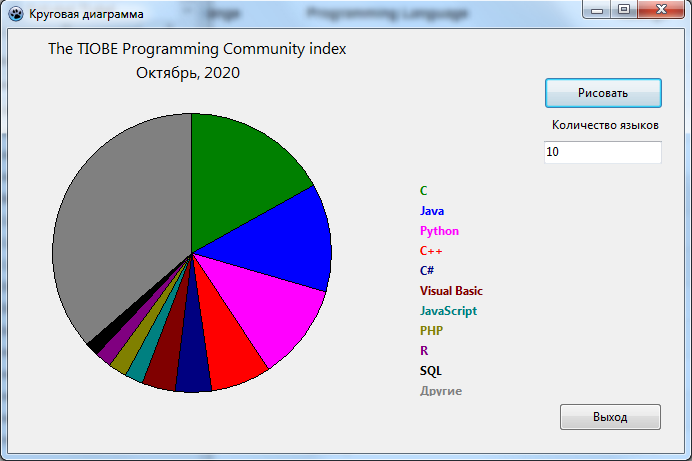 Круговая диаграмма
The TIOBE Programming Community index
Октябрь, 2020
Рисовать
Количество языков
10
C
Java
Python
C++
C#
Visual Basic
JavaScript
PHP
R
SQL
Другие
Выход